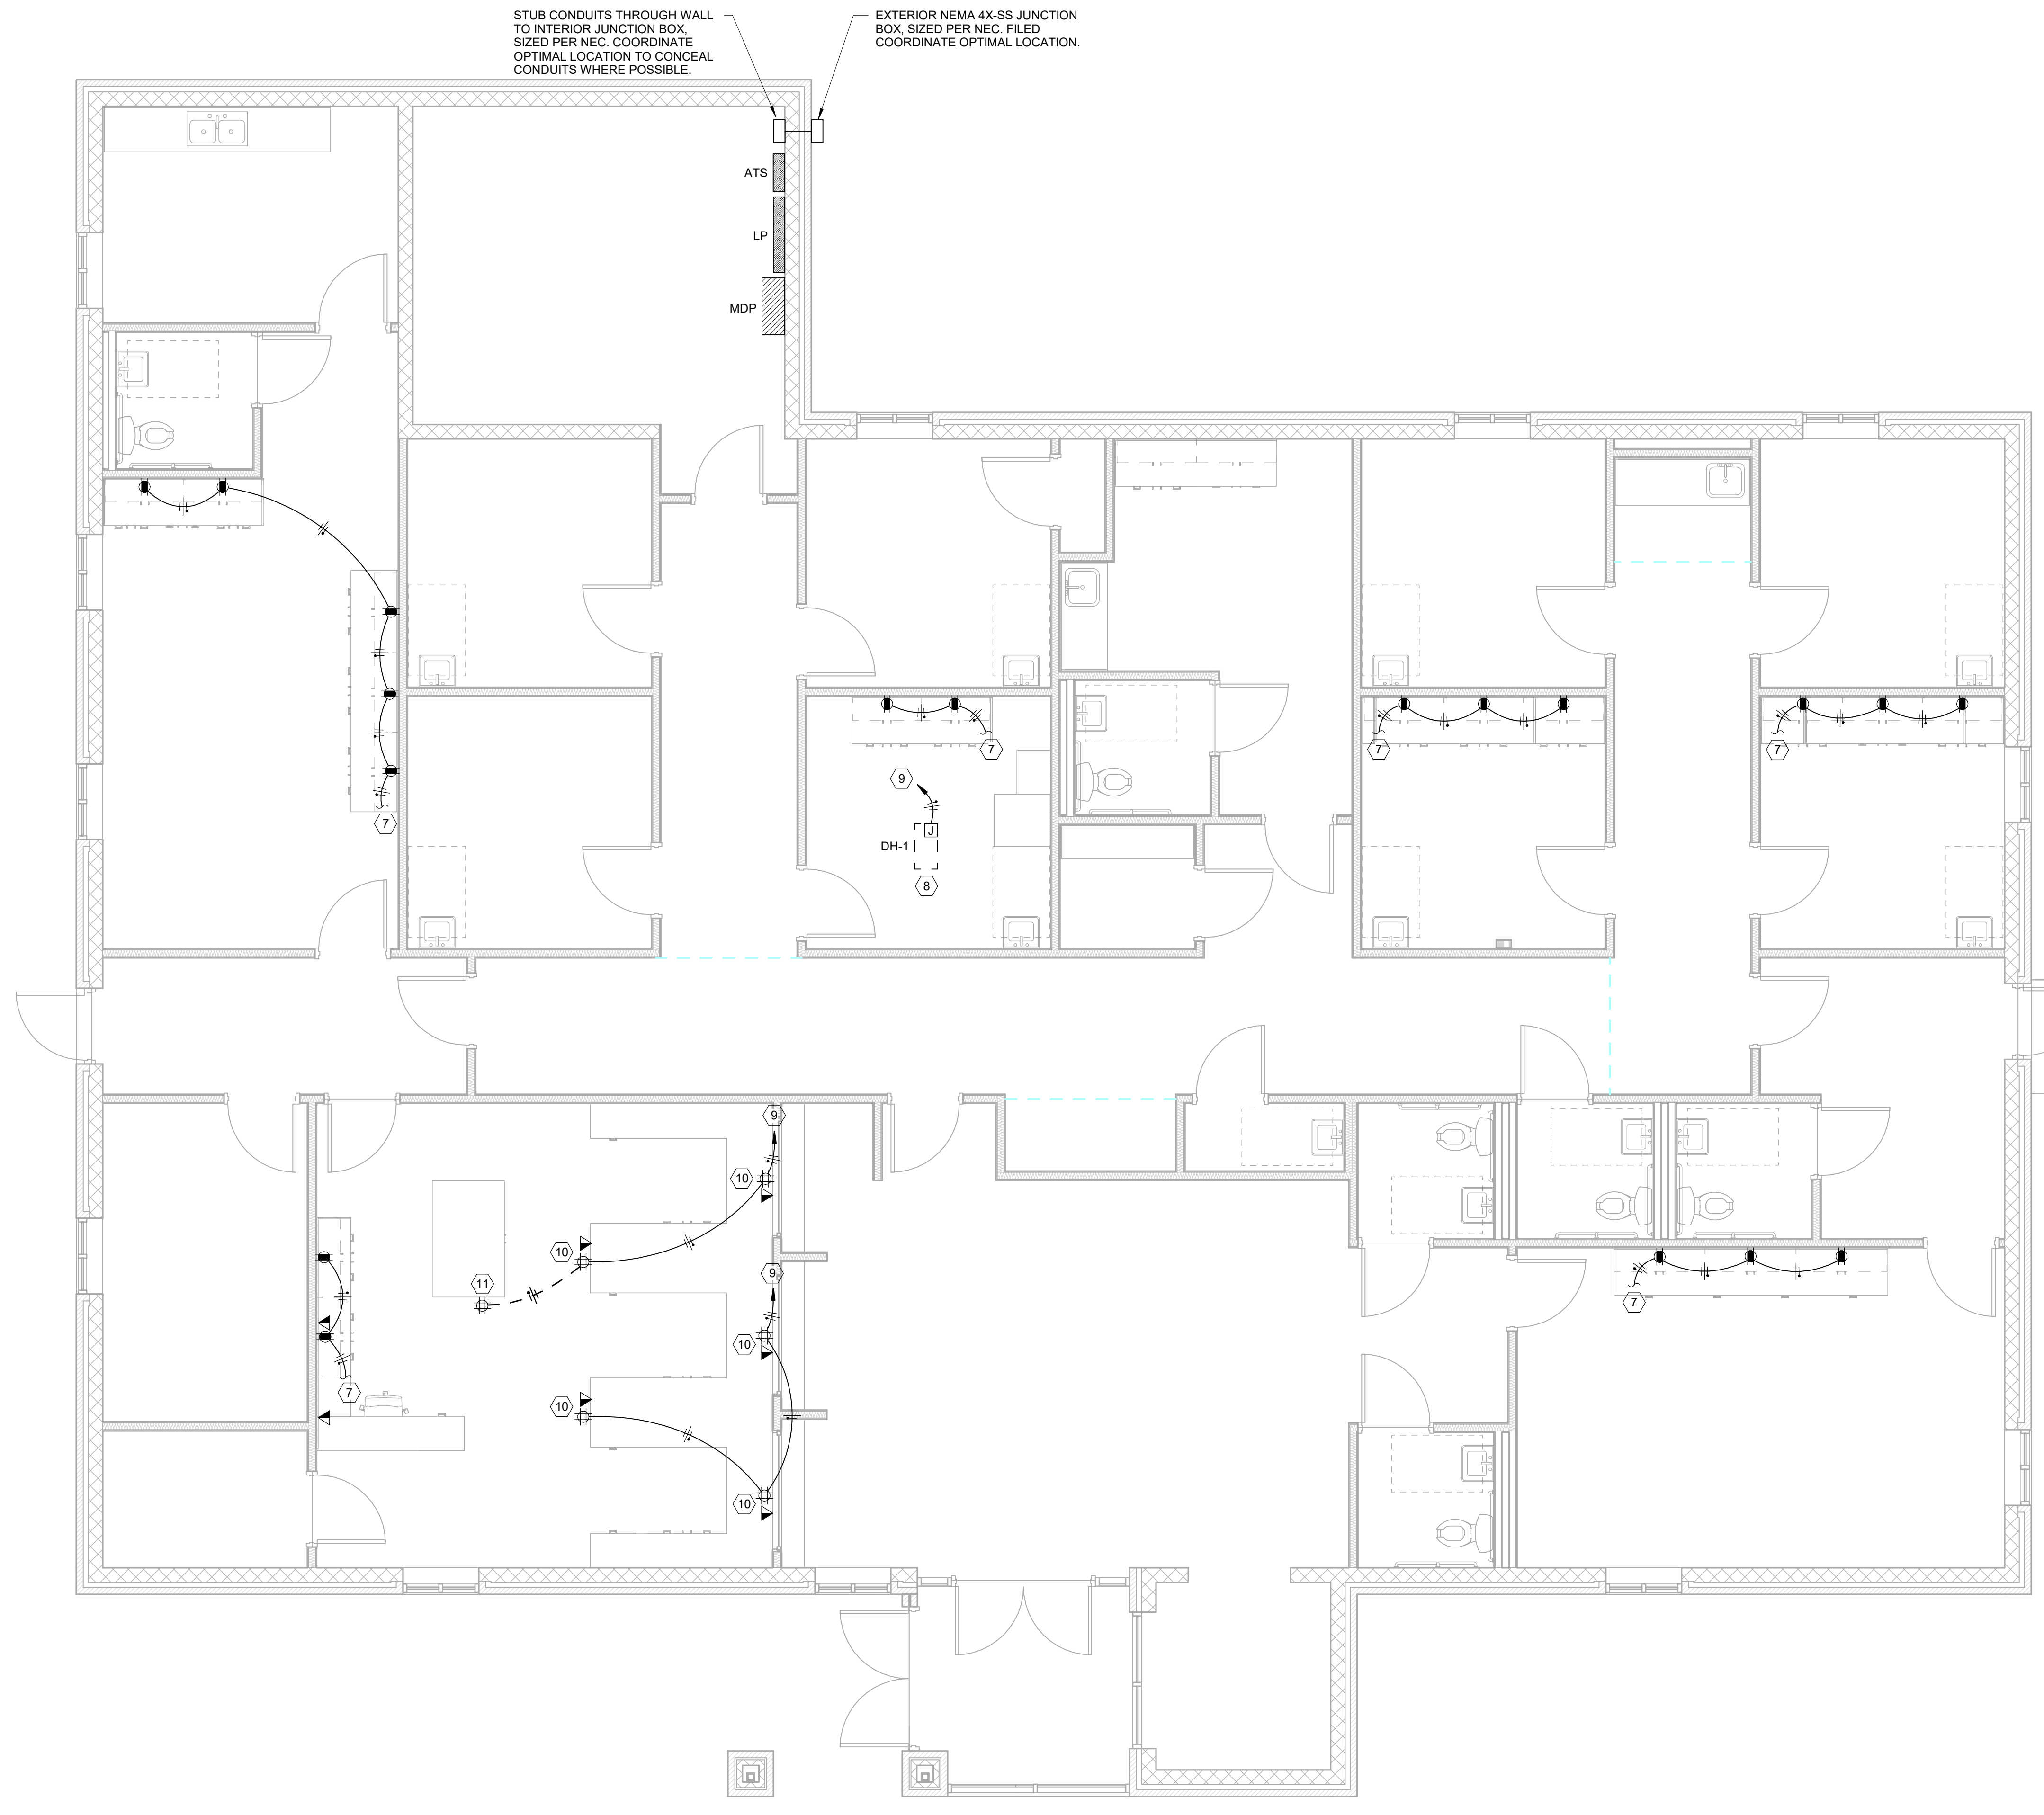 STUB CONDUITS THROUGH WALL
TO INTERIOR JUNCTION BOX,
SIZED PER NEC. COORDINATE
OPTIMAL LOCATION TO CONCEAL
CONDUITS WHERE POSSIBLE.
EXTERIOR NEMA 4X-SS JUNCTION
BOX, SIZED PER NEC. FILED
COORDINATE OPTIMAL LOCATION.
ATS
LP
MDP
7
7
7
9
7
J
DH-1
8
9
10
10
11
9
7
10
7
10
10